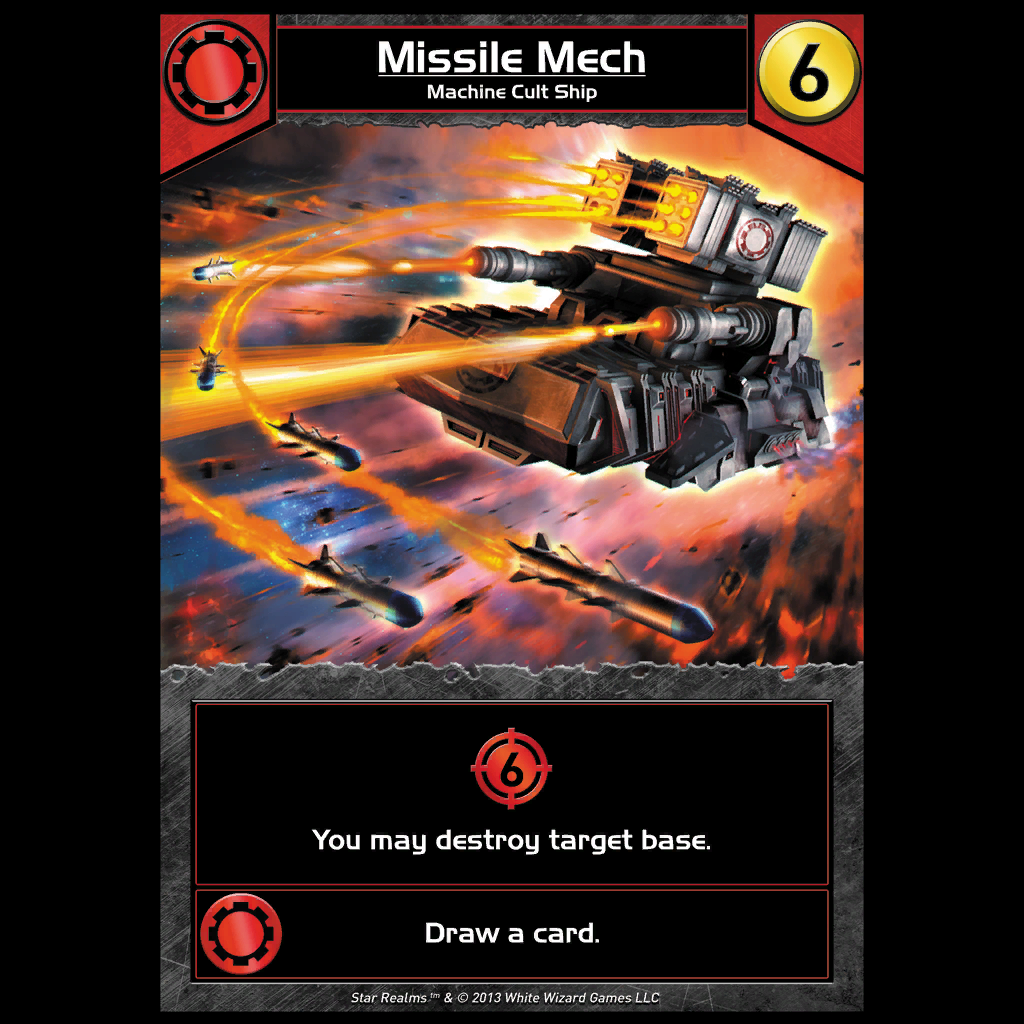 Missile Mech
6
Machine Cult Ship
6
You may destroy target base.
Draw a card.
Star Realms™ & © 2013 White Wizard Games LLC